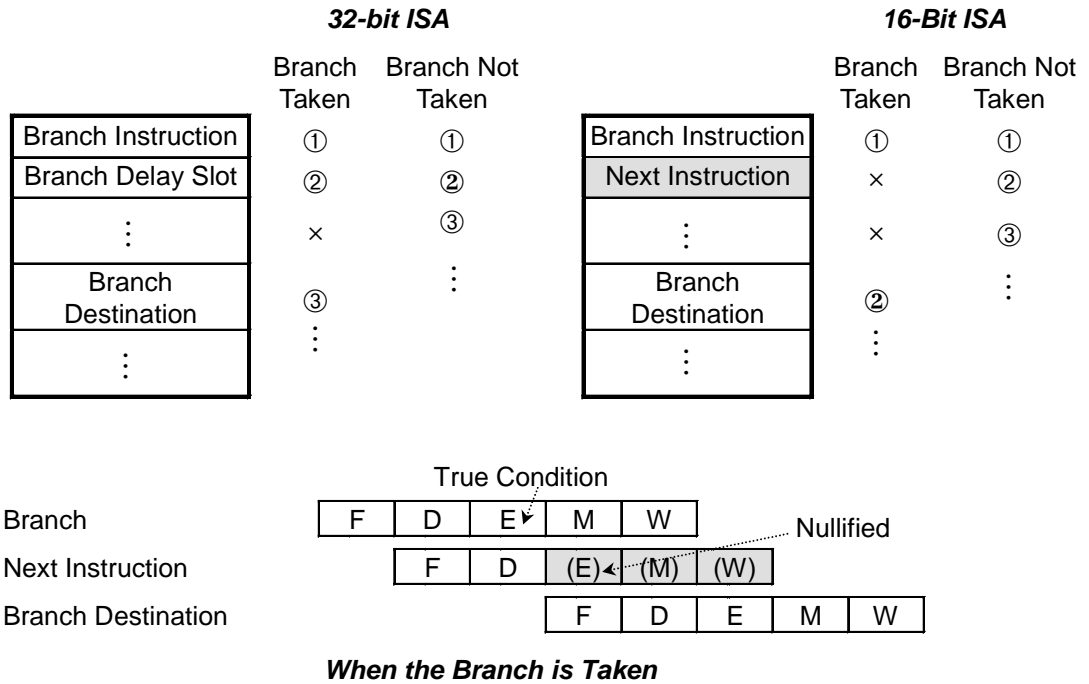 32-bit ISA
16-Bit ISA
Branch Taken
Branch Not Taken
Branch Taken
Branch Not Taken
Branch Instruction ① ①
Branch Delay Slot ② ②
⋮ × ③
⋮
Branch Destination ③
⋮
⋮
Branch Instruction ① ①
Next Instruction × ②
⋮ × ③
⋮
Branch Destination ②
⋮
⋮
True Condition
Branch F D E M W
Nullified
Next Instruction F D (E) (M) (W)
Branch Destination F D E M W
When the Branch is Taken